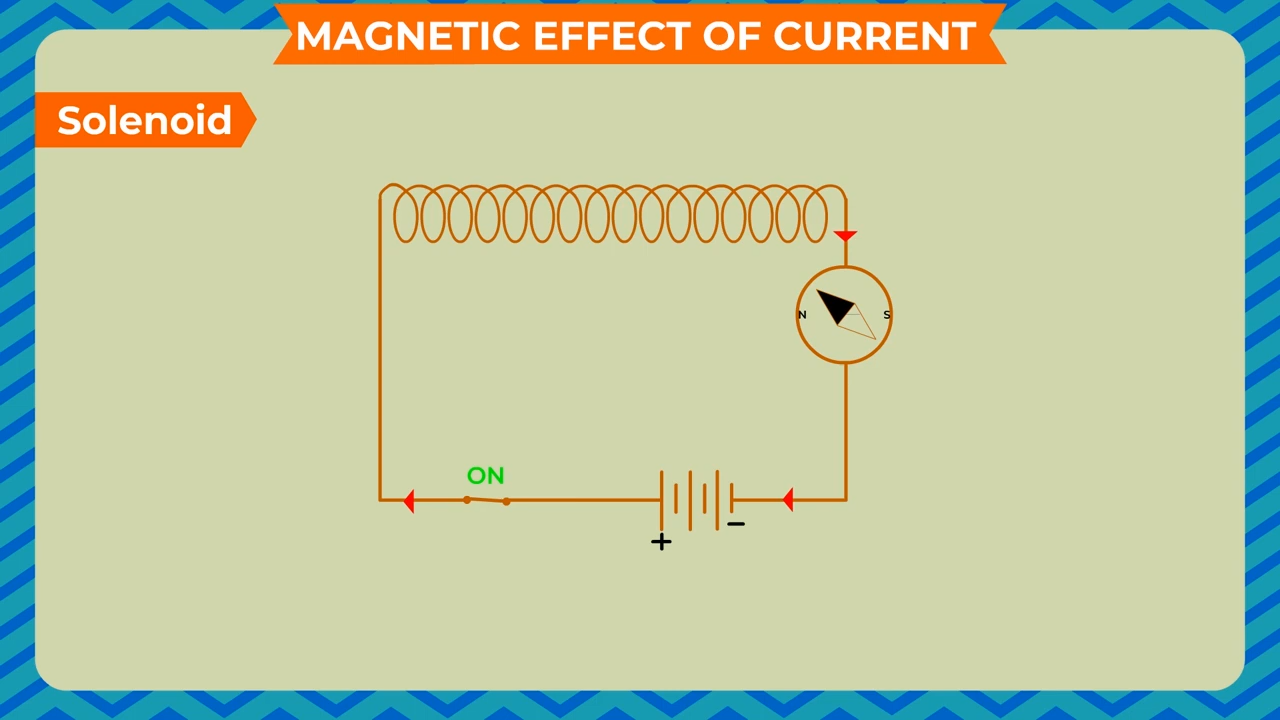 MAGNETIC EFFECT OF CURRENT
Solenoid
N S
ON
+ −